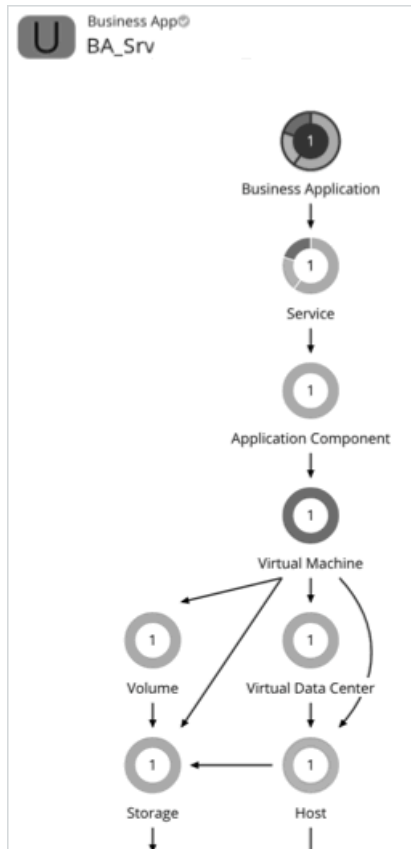 U
Business App
BA_Srv
1
Business Application
1
Service
1
Application Component
1
Virtual Machine
1
1
Volume
Virtual Data Center
1
1
Storage
Host